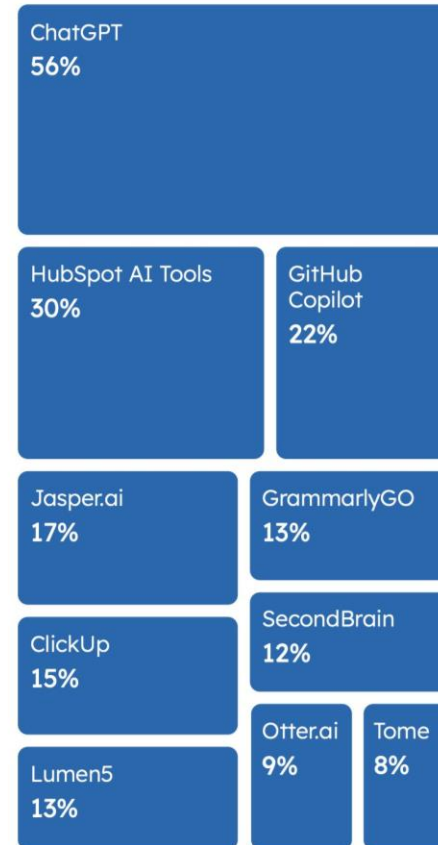 ChatGPT
56%
HubSpot AI Tools
30%
GitHub
Copilot
22%
Jasper.ai
17%
GrammarlyGO
13%
ClickUp
15%
SecondBrain
12%
Lumen5
13%
Otter.ai
9%
Tome
8%